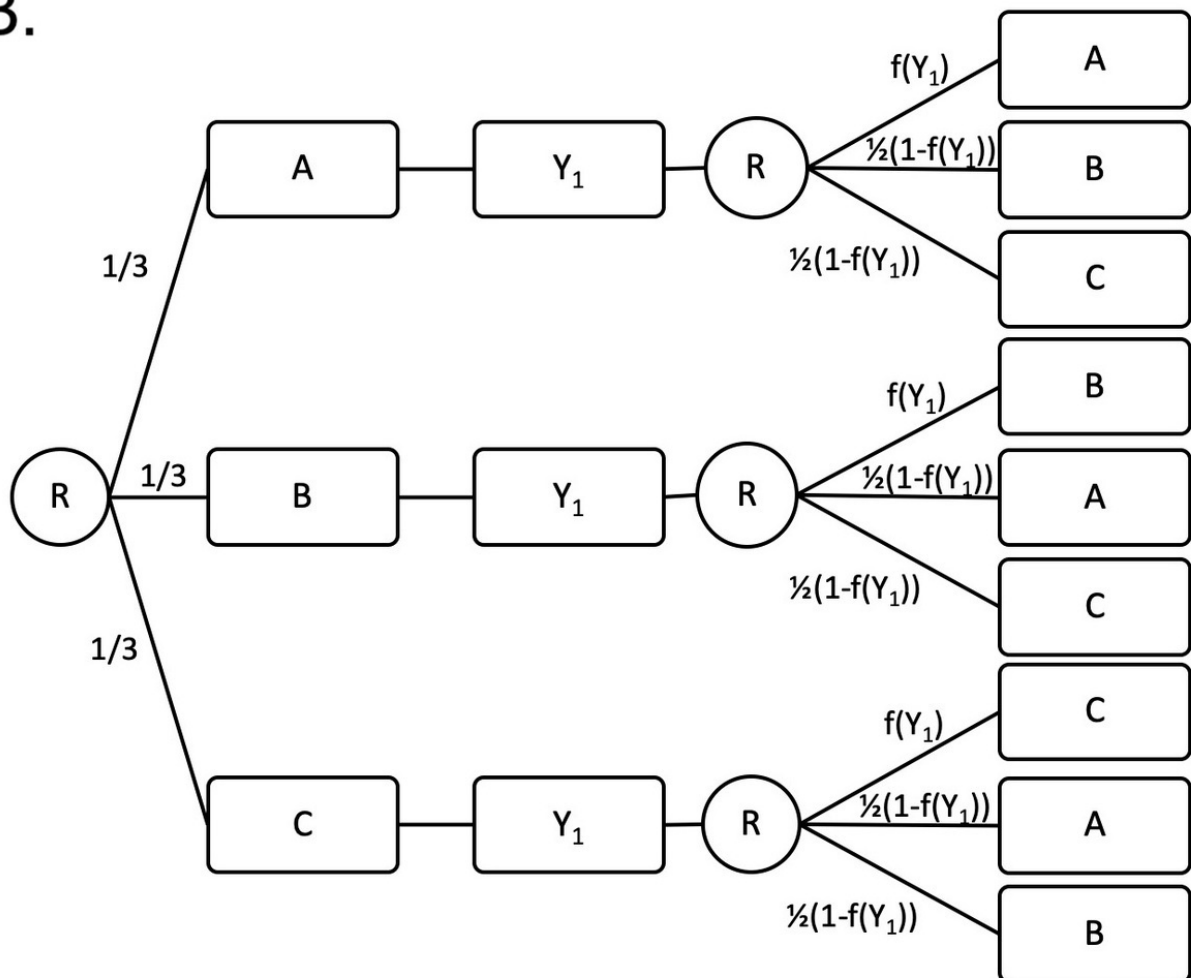 B.
f(Y₁)
A
½(1-f(Y₁))
A
Y₁
R
B
1/3
½(1-f(Y₁))
C
f(Y₁)
B
R
1/3
B
Y₁
R
½(1-f(Y₁))
A
½(1-f(Y₁))
C
1/3
f(Y₁)
C
C
Y₁
R
½(1-f(Y₁))
A
½(1-f(Y₁))
B